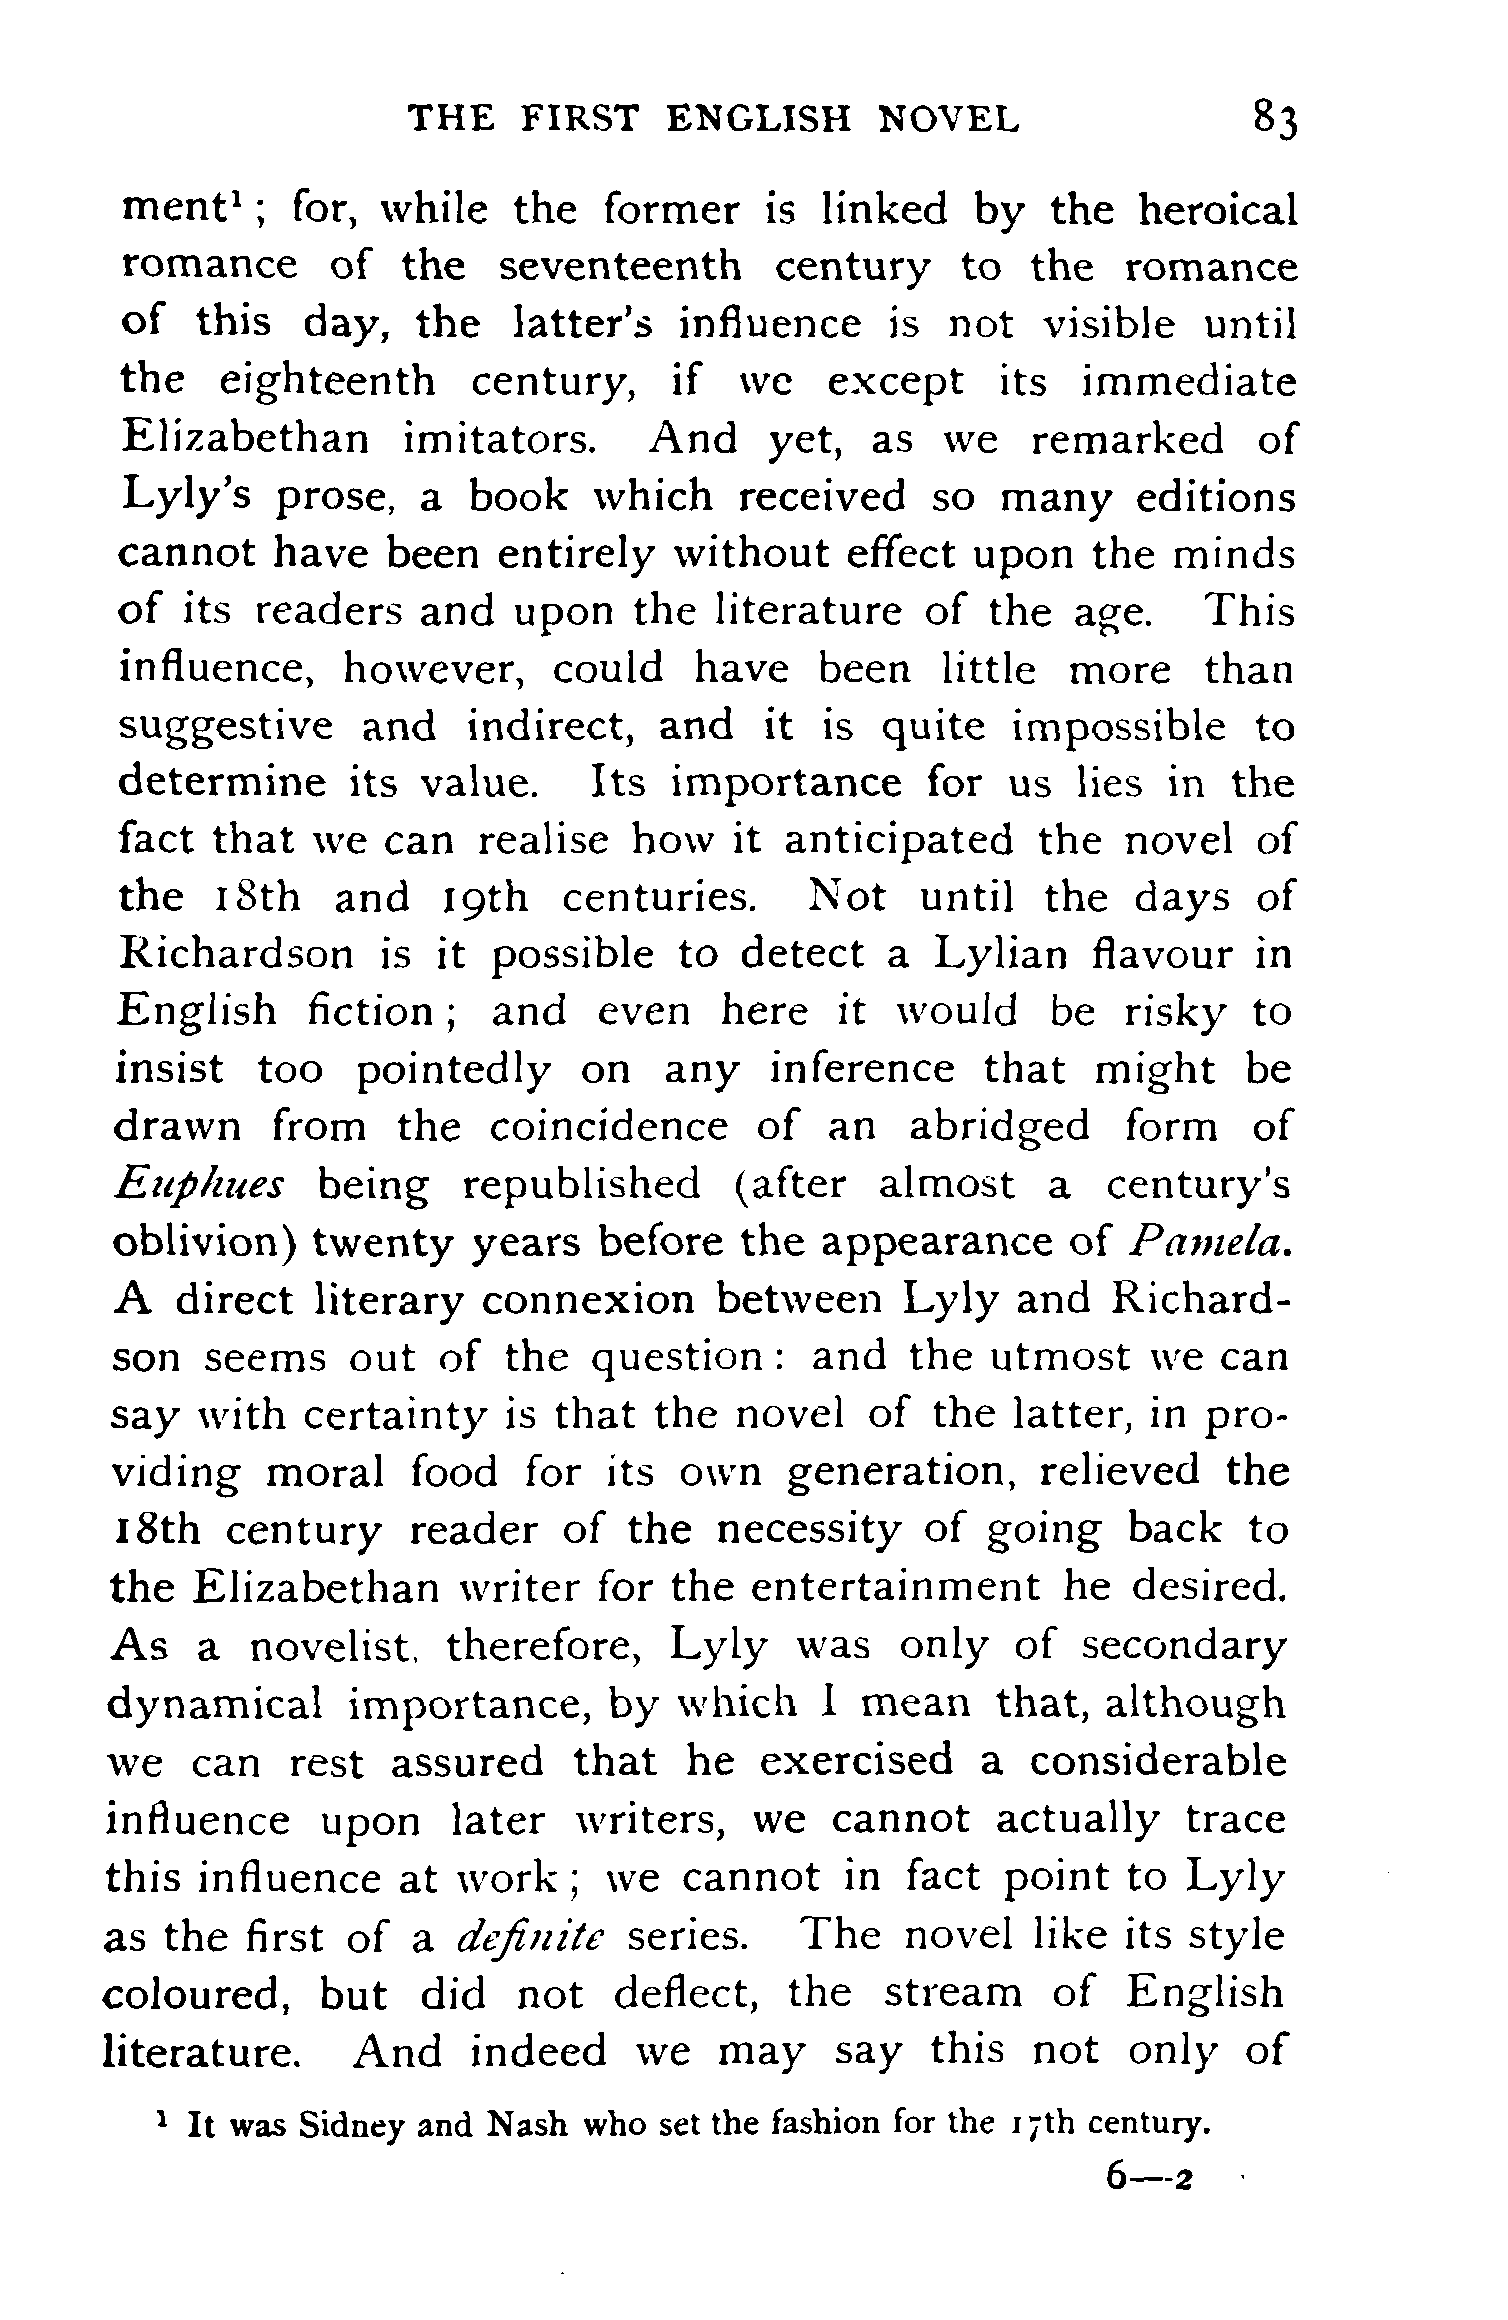 THE FIRST ENGLISH NOVEL 83
ment¹ ; for, while the former is linked by the heroical
romance of the seventeenth century to the romance
of this day, the latter's influence is not visible until
the eighteenth century, if we except its immediate
Elizabethan imitators. And yet, as we remarked of
Lyly's prose, a book which received so many editions
cannot have been entirely without effect upon the minds
of its readers and upon the literature of the age. This
influence, however, could have been little more than
suggestive and indirect, and it is quite impossible to
determine its value. Its importance for us lies in the
fact that we can realise how it anticipated the novel of
the 18th and 19th centuries. Not until the days of
Richardson is it possible to detect a Lylian flavour in
English fiction ; and even here it would be risky to
insist too pointedly on any inference that might be
drawn from the coincidence of an abridged form of
Euphues being republished (after almost a century's
oblivion) twenty years before the appearance of Pamela.
A direct literary connexion between Lyly and Richard-
son seems out of the question : and the utmost we can
say with certainty is that the novel of the latter, in pro-
viding moral food for its own generation, relieved the
18th century reader of the necessity of going back to
the Elizabethan writer for the entertainment he desired.
As a novelist, therefore, Lyly was only of secondary
dynamical importance, by which I mean that, although
we can rest assured that he exercised a considerable
influence upon later writers, we cannot actually trace
this influence at work ; we cannot in fact point to Lyly
as the first of a definite series. The novel like its style
coloured, but did not deflect, the stream of English
literature. And indeed we may say this not only of
¹ It was Sidney and Nash who set the fashion for the 17th century.
6—2